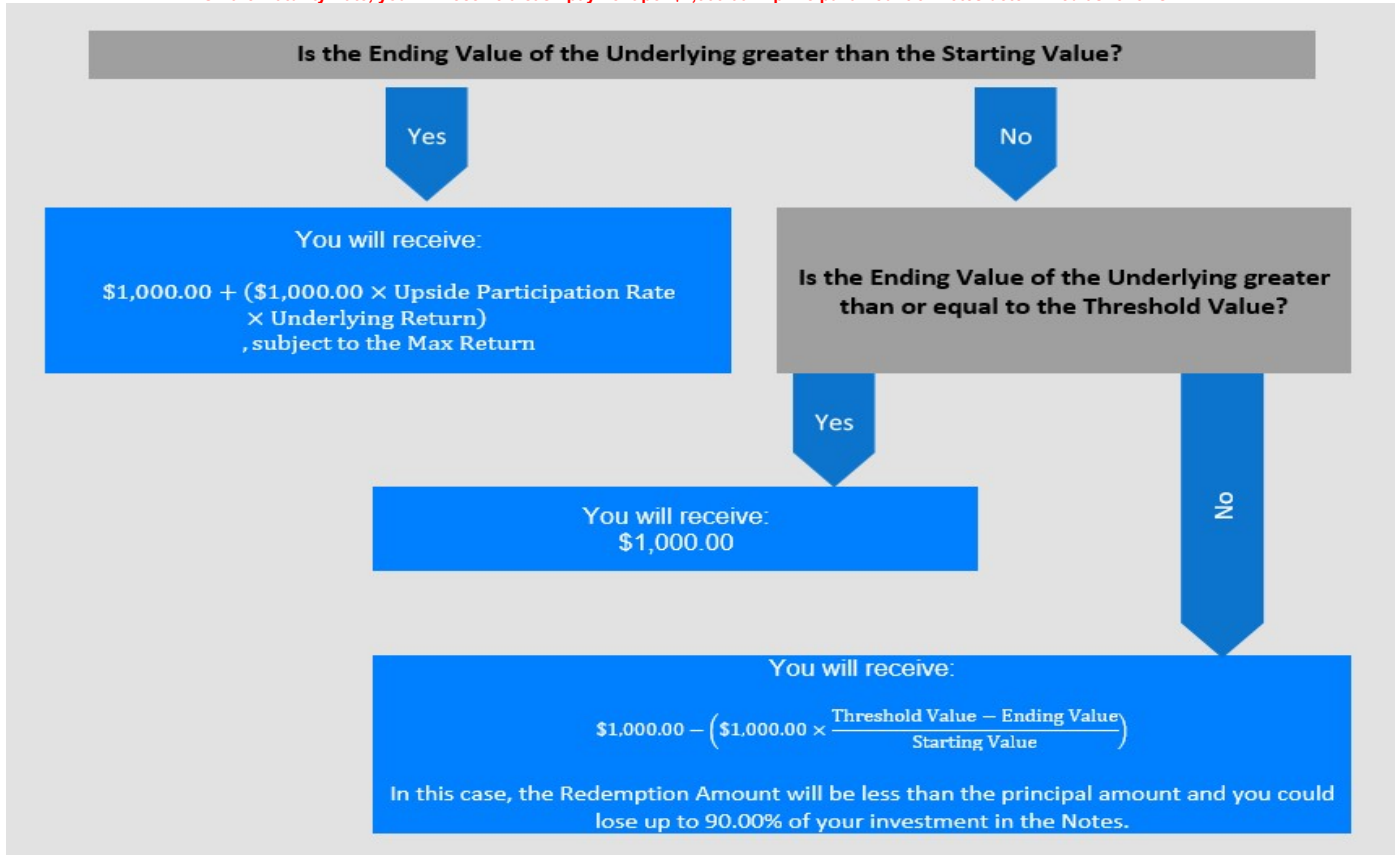 Is the Ending Value of the Underlying greater than the Starting Value?
Yes
No
You will receive:
$1,000.00 + ($1,000.00 × Upside Participation Rate
× Underlying Return)
, subject to the Max Return
Is the Ending Value of the Underlying greater
than or equal to the Threshold Value?
Yes
No
You will receive:
$1,000.00
You will receive:
$1,000.00 − ($1,000.00 × (Threshold Value − Ending Value) / Starting Value)
In this case, the Redemption Amount will be less than the principal amount and you could
lose up to 90.00% of your investment in the Notes.